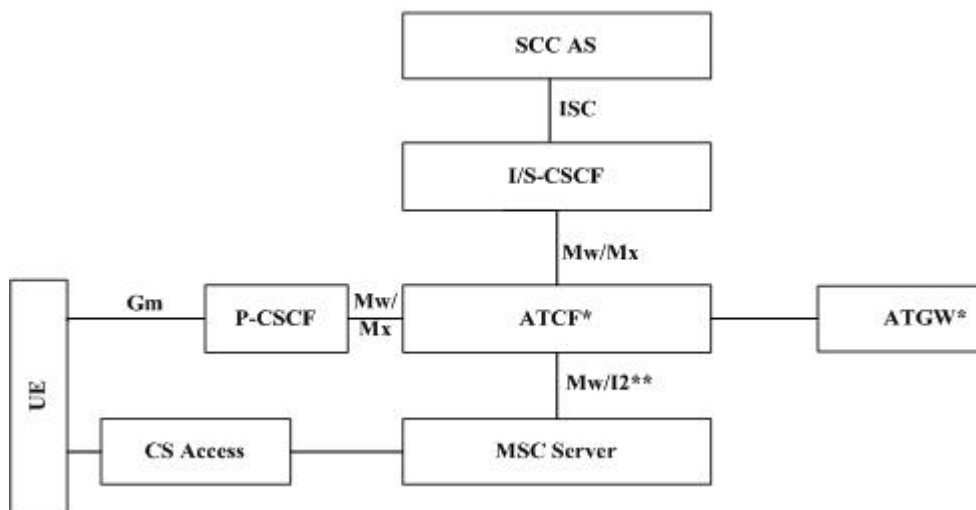 SCC AS
ISC
I/S-CSCF
Mw/Mx
Gm
P-CSCF
Mw/
Mx
ATCF*
ATGW*
UE
Mw/I2**
CS Access
MSC Server